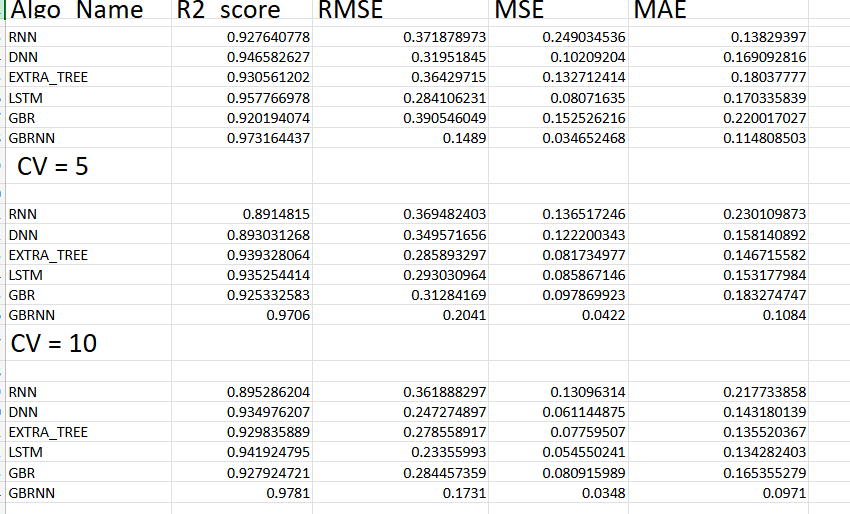 Algo_Name R2_score RMSE MSE MAE
RNN 0.927640778 0.371878973 0.249034536 0.13829397
DNN 0.946582627 0.31951845 0.10209204 0.169092816
EXTRA_TREE 0.930561202 0.36429715 0.132712414 0.18037777
LSTM 0.957766978 0.284106231 0.08071635 0.170335839
GBR 0.920194074 0.390546049 0.152526216 0.220017027
GBRNN 0.973164437 0.1489 0.034652468 0.114808503
CV = 5
RNN 0.8914815 0.369482403 0.136517246 0.230109873
DNN 0.893031268 0.349571656 0.122200343 0.158140892
EXTRA_TREE 0.939328064 0.285893297 0.081734977 0.146715582
LSTM 0.935254414 0.293030964 0.085867146 0.153177984
GBR 0.925332583 0.31284169 0.097869923 0.183274747
GBRNN 0.9706 0.2041 0.0422 0.1084
CV = 10
RNN 0.895286204 0.361888297 0.13096314 0.217733858
DNN 0.934976207 0.247274897 0.061144875 0.143180139
EXTRA_TREE 0.929835889 0.278558917 0.07759507 0.135520367
LSTM 0.941924795 0.23355993 0.054550241 0.134282403
GBR 0.927924721 0.284457359 0.080915989 0.165355279
GBRNN 0.9781 0.1731 0.0348 0.0971